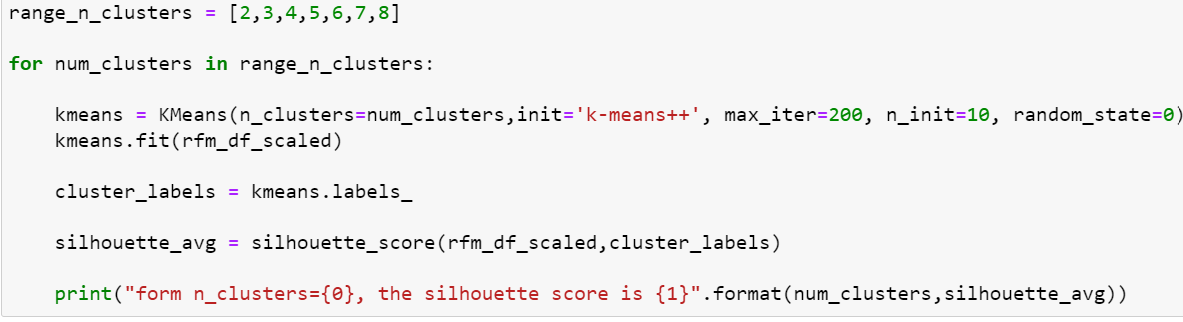 range_n_clusters = [2,3,4,5,6,7,8]
for num_clusters in range_n_clusters:
    kmeans = KMeans(n_clusters=num_clusters,init='k-means++', max_iter=200, n_init=10, random_state=0)
    kmeans.fit(rfm_df_scaled)
    cluster_labels = kmeans.labels_
    silhouette_avg = silhouette_score(rfm_df_scaled,cluster_labels)
    print("form n_clusters={0}, the silhouette score is {1}".format(num_clusters,silhouette_avg))